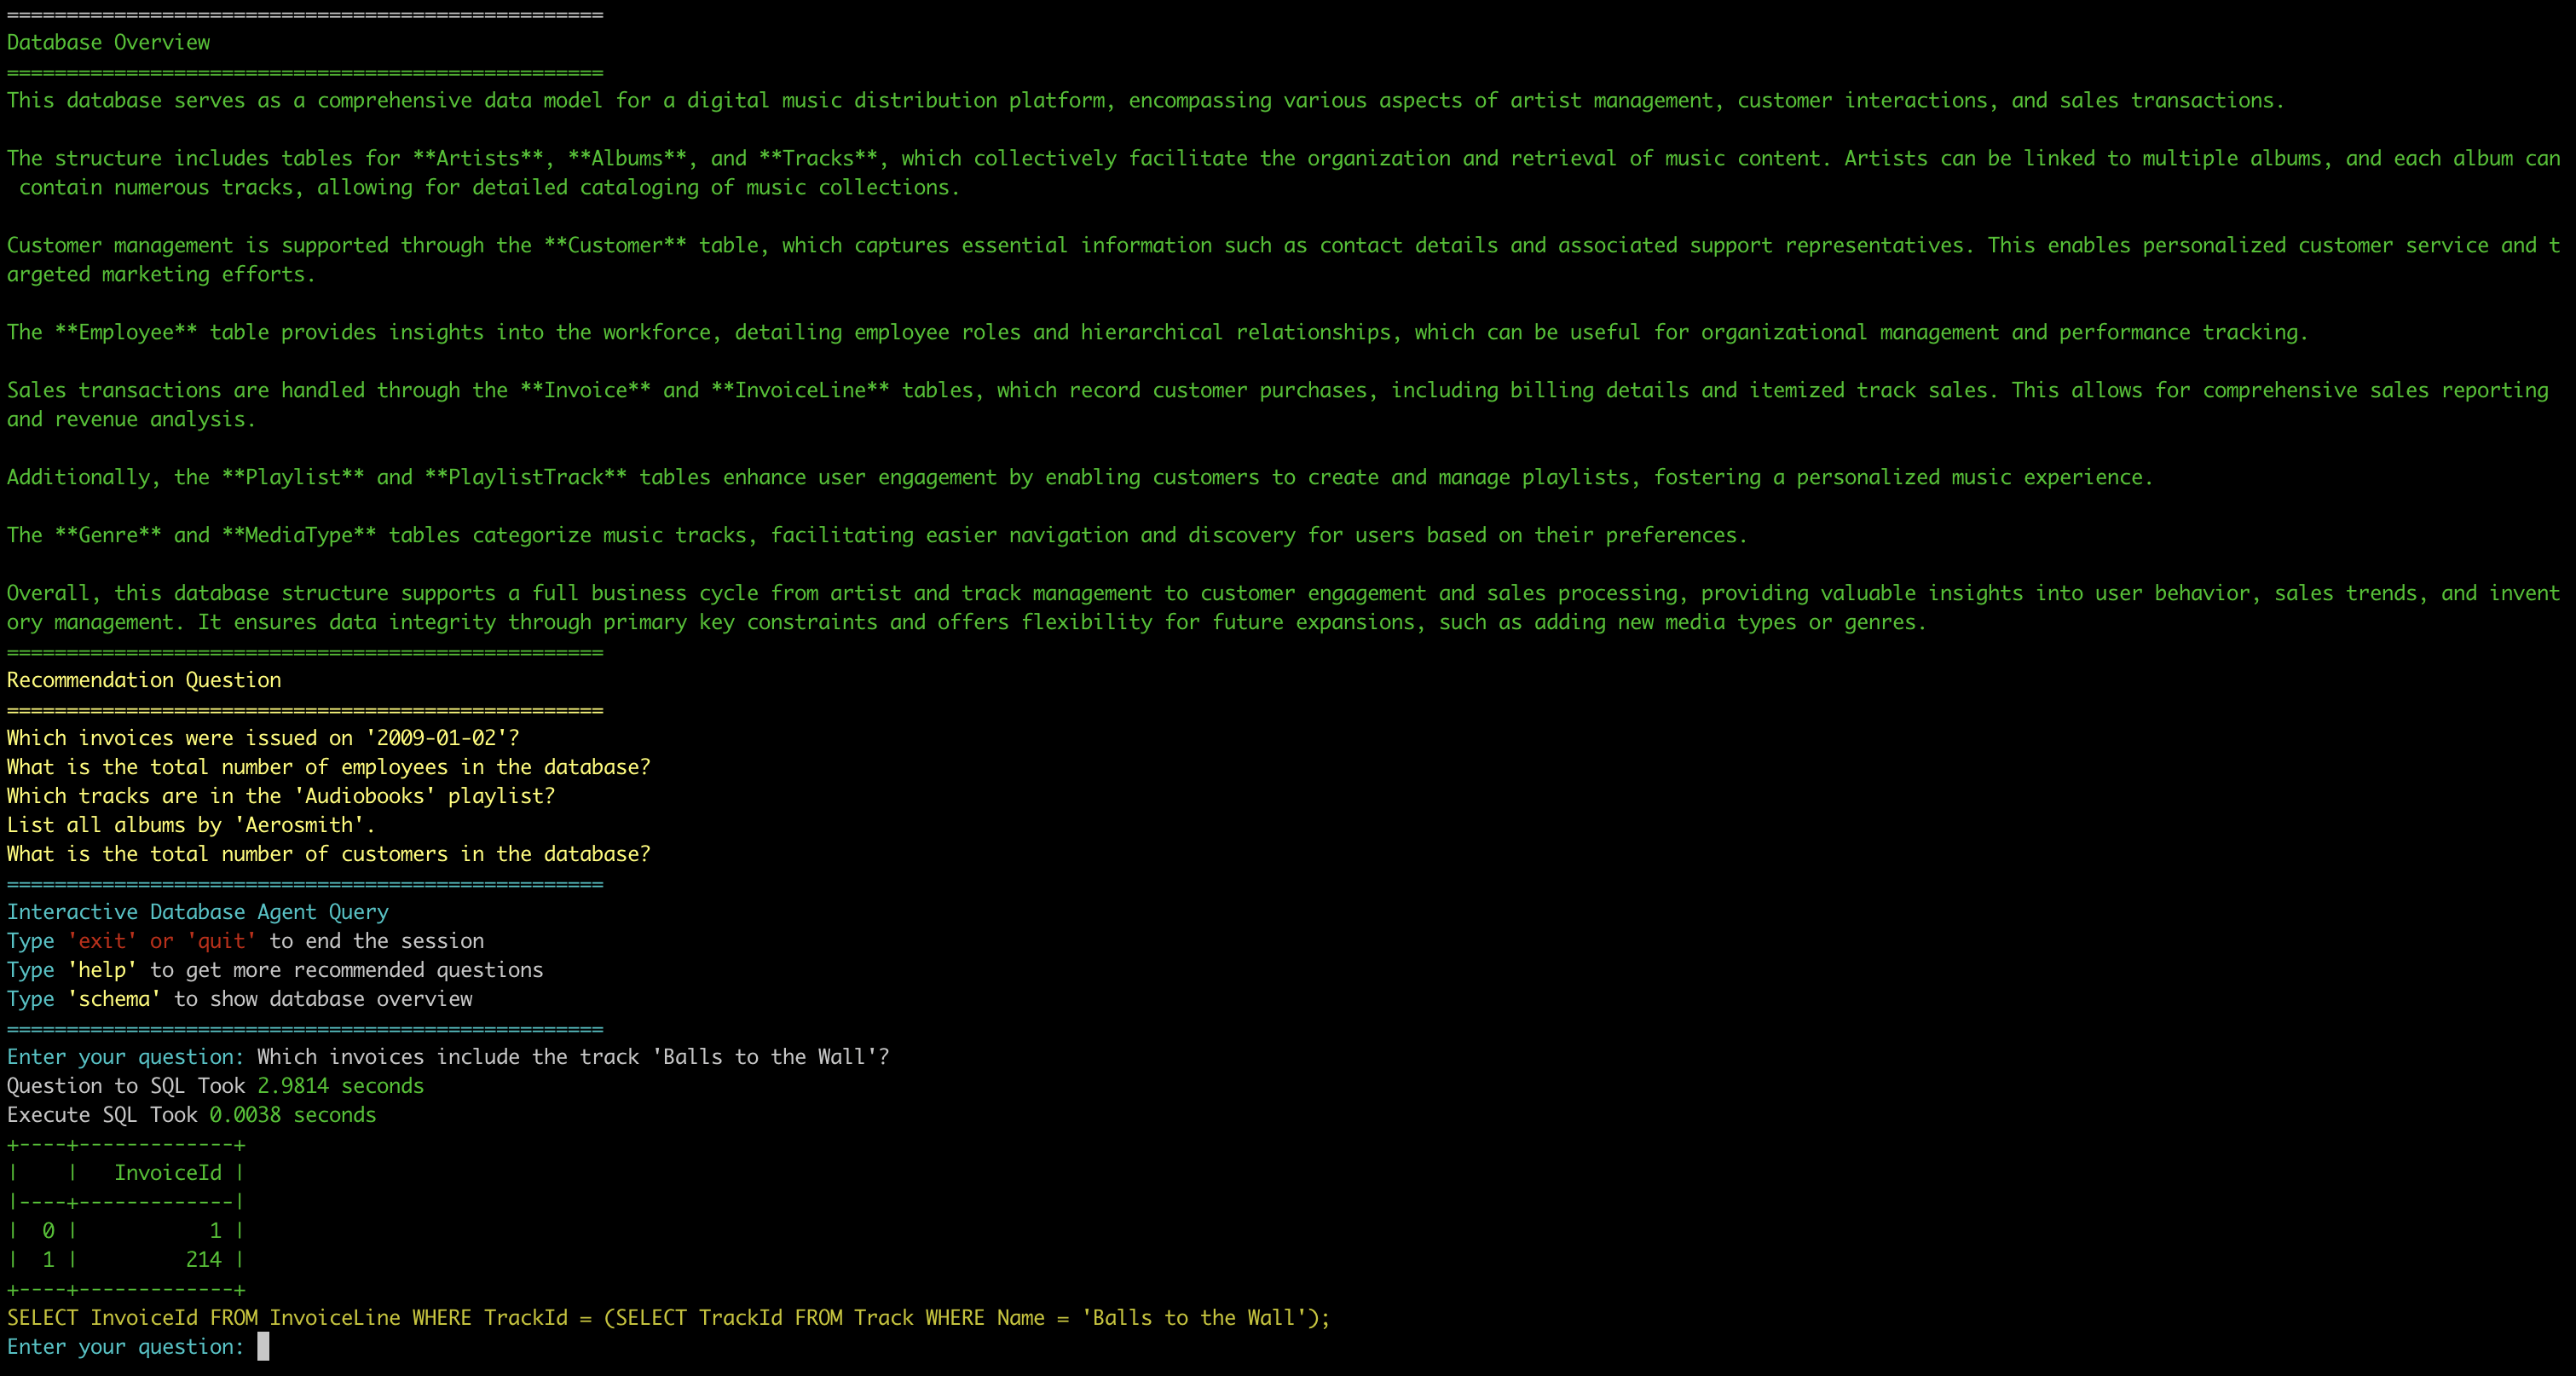 ==================================================
Database Overview
==================================================
This database serves as a comprehensive data model for a digital music distribution platform, encompassing various aspects of artist management, customer interactions, and sales transactions.
The structure includes tables for **Artists**, **Albums**, and **Tracks**, which collectively facilitate the organization and retrieval of music content. Artists can be linked to multiple albums, and each album can
contain numerous tracks, allowing for detailed cataloging of music collections.
Customer management is supported through the **Customer** table, which captures essential information such as contact details and associated support representatives. This enables personalized customer service and t
argeted marketing efforts.
The **Employee** table provides insights into the workforce, detailing employee roles and hierarchical relationships, which can be useful for organizational management and performance tracking.
Sales transactions are handled through the **Invoice** and **InvoiceLine** tables, which record customer purchases, including billing details and itemized track sales. This allows for comprehensive sales reporting
and revenue analysis.
Additionally, the **Playlist** and **PlaylistTrack** tables enhance user engagement by enabling customers to create and manage playlists, fostering a personalized music experience.
The **Genre** and **MediaType** tables categorize music tracks, facilitating easier navigation and discovery for users based on their preferences.
Overall, this database structure supports a full business cycle from artist and track management to customer engagement and sales processing, providing valuable insights into user behavior, sales trends, and invent
ory management. It ensures data integrity through primary key constraints and offers flexibility for future expansions, such as adding new media types or genres.
==================================================
Recommendation Question
==================================================
Which invoices were issued on '2009-01-02'?
What is the total number of employees in the database?
Which tracks are in the 'Audiobooks' playlist?
List all albums by 'Aerosmith'.
What is the total number of customers in the database?
==================================================
Interactive Database Agent Query
Type 'exit' or 'quit' to end the session
Type 'help' to get more recommended questions
Type 'schema' to show database overview
==================================================
Enter your question: Which invoices include the track 'Balls to the Wall'?
Question to SQL Took 2.9814 seconds
Execute SQL Took 0.0038 seconds
+----+-------------+
|    |   InvoiceId |
|----+-------------|
|  0 |           1 |
|  1 |         214 |
+----+-------------+
SELECT InvoiceId FROM InvoiceLine WHERE TrackId = (SELECT TrackId FROM Track WHERE Name = 'Balls to the Wall');
Enter your question: